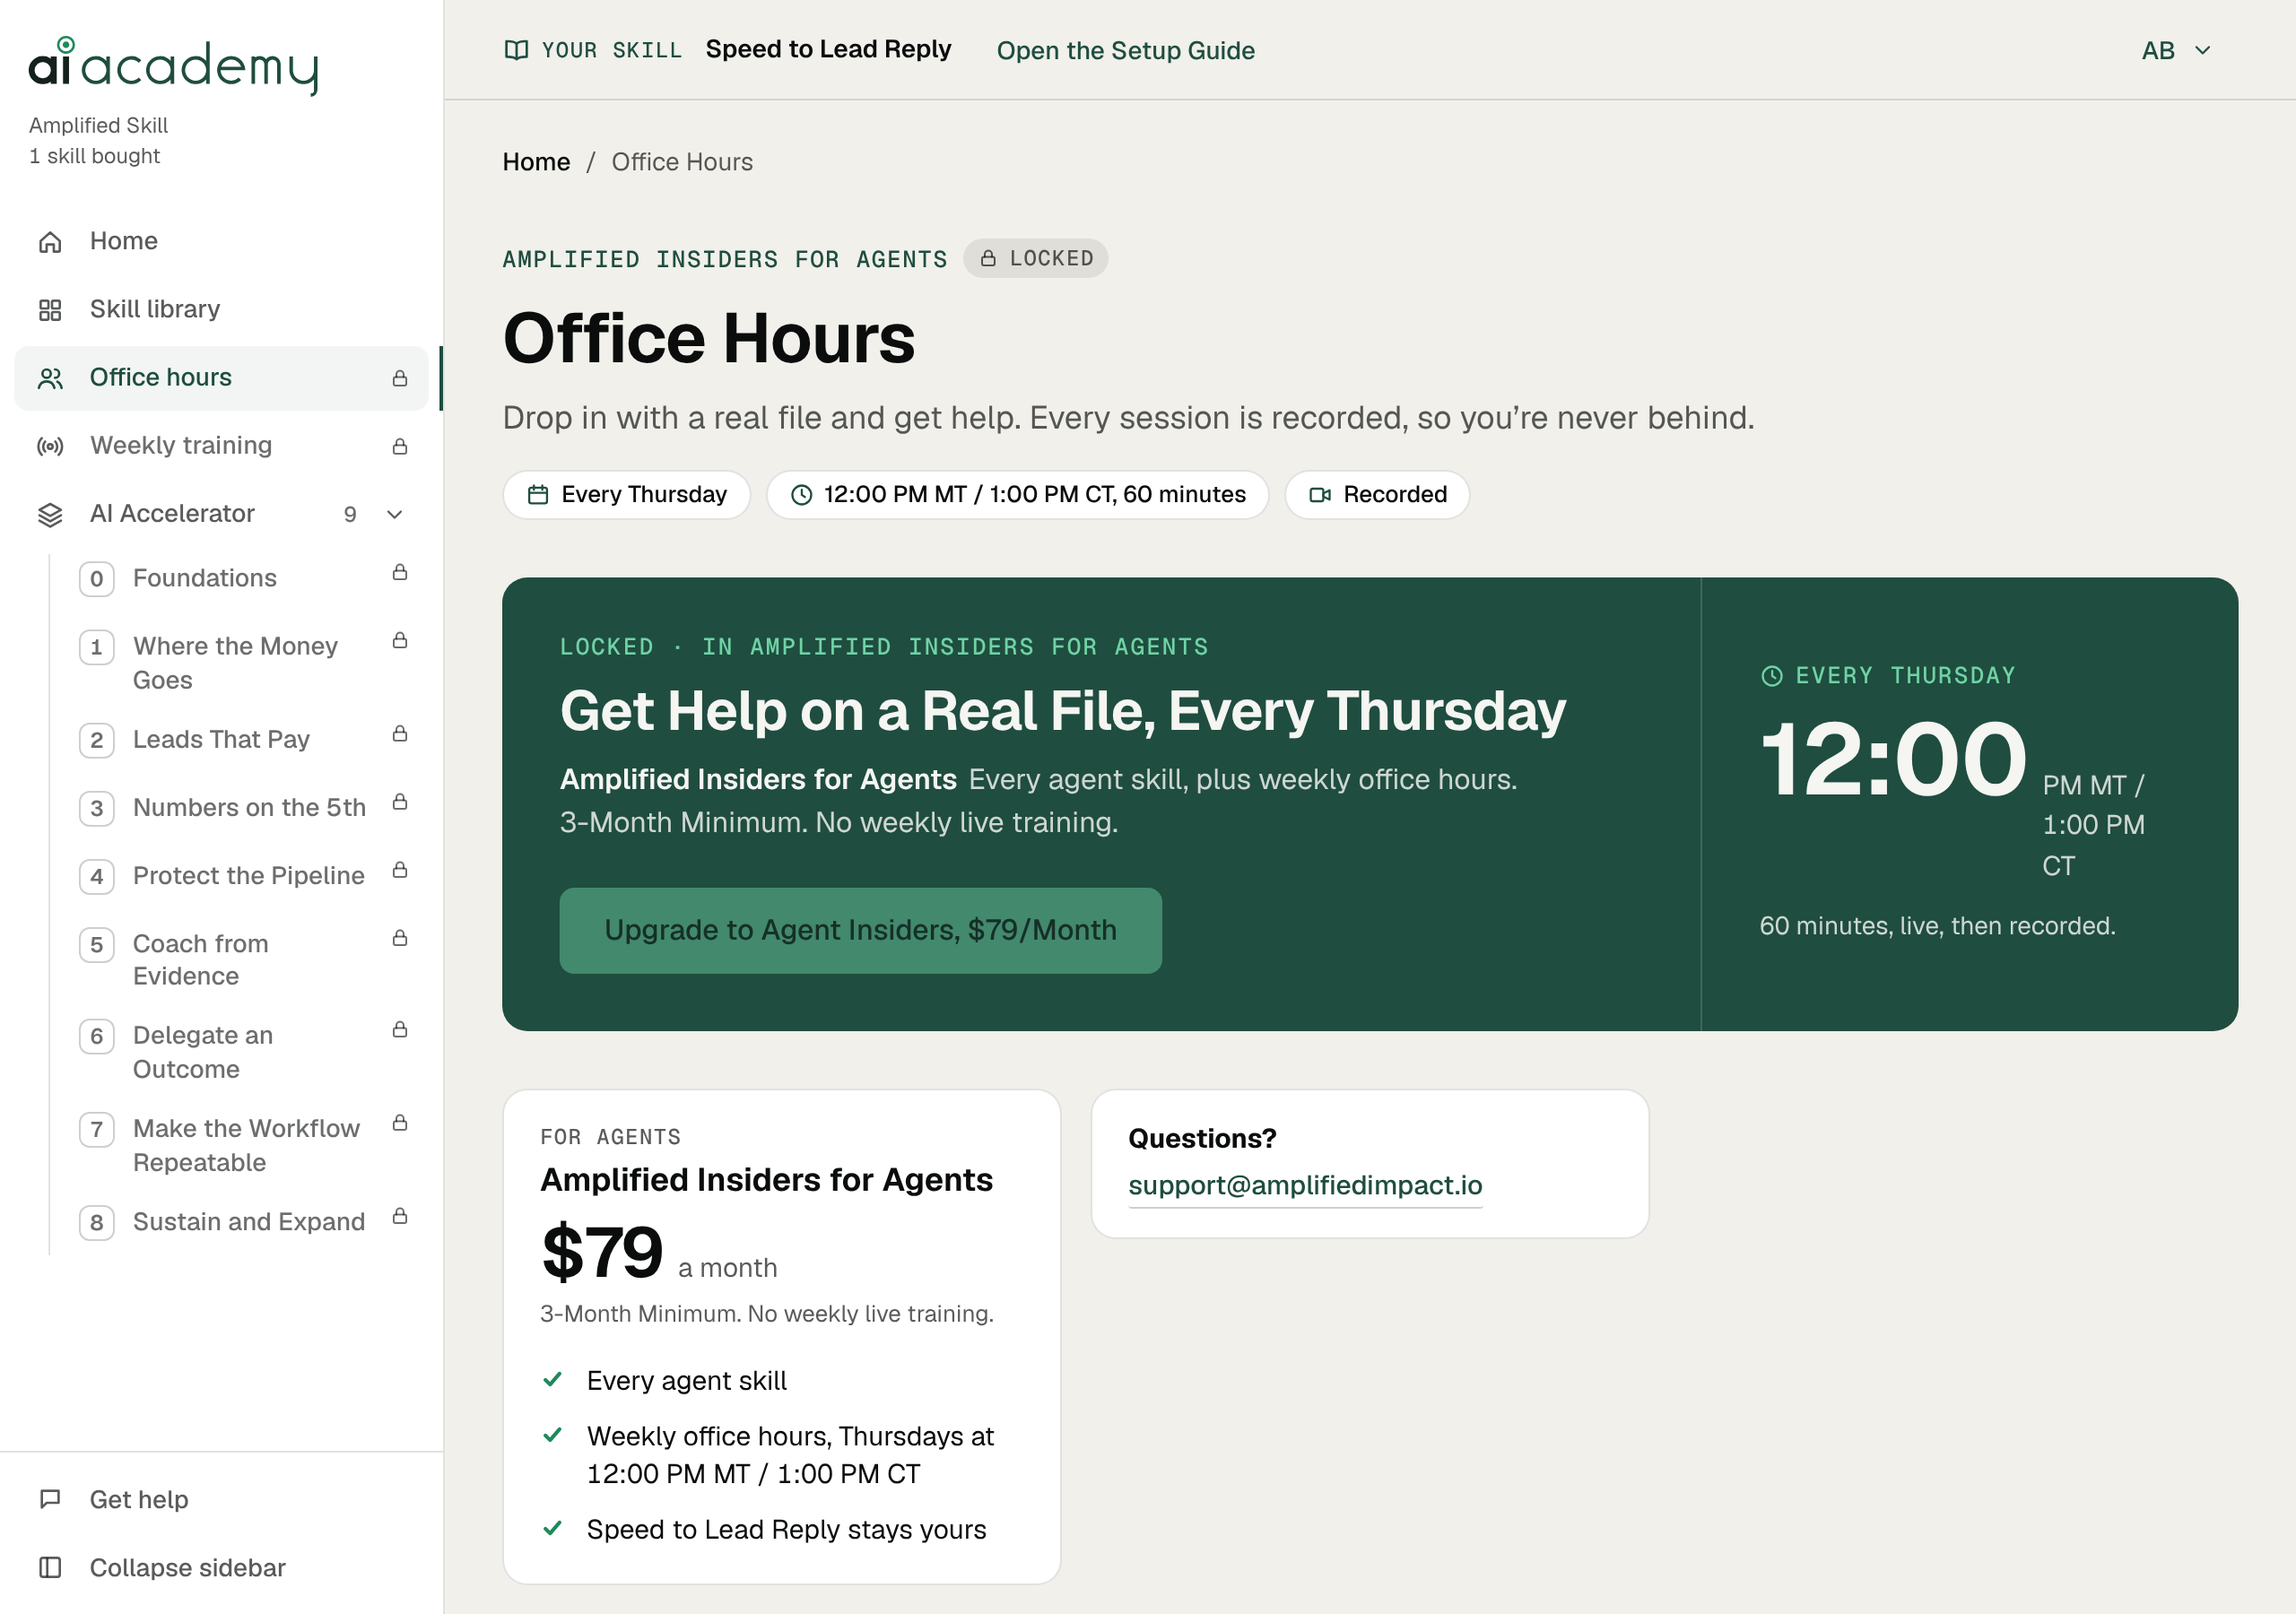 ai academy
Amplified Skill
1 skill bought
Home
Skill library
Office hours
Weekly training
AI Accelerator 9
0 Foundations
1 Where the Money
Goes
2 Leads That Pay
3 Numbers on the 5th
4 Protect the Pipeline
5 Coach from
Evidence
6 Delegate an
Outcome
7 Make the Workflow
Repeatable
8 Sustain and Expand
Get help
Collapse sidebar
YOUR SKILL Speed to Lead Reply Open the Setup Guide AB
Home / Office Hours
AMPLIFIED INSIDERS FOR AGENTS LOCKED
Office Hours
Drop in with a real file and get help. Every session is recorded, so you’re never behind.
Every Thursday 12:00 PM MT / 1:00 PM CT, 60 minutes Recorded
LOCKED · IN AMPLIFIED INSIDERS FOR AGENTS
Get Help on a Real File, Every Thursday
Amplified Insiders for Agents Every agent skill, plus weekly office hours.
3-Month Minimum. No weekly live training.
Upgrade to Agent Insiders, $79/Month
EVERY THURSDAY
12:00 PM MT /
1:00 PM
CT
60 minutes, live, then recorded.
FOR AGENTS
Amplified Insiders for Agents
$79 a month
3-Month Minimum. No weekly live training.
Every agent skill
Weekly office hours, Thursdays at
12:00 PM MT / 1:00 PM CT
Speed to Lead Reply stays yours
Questions?
support@amplifiedimpact.io